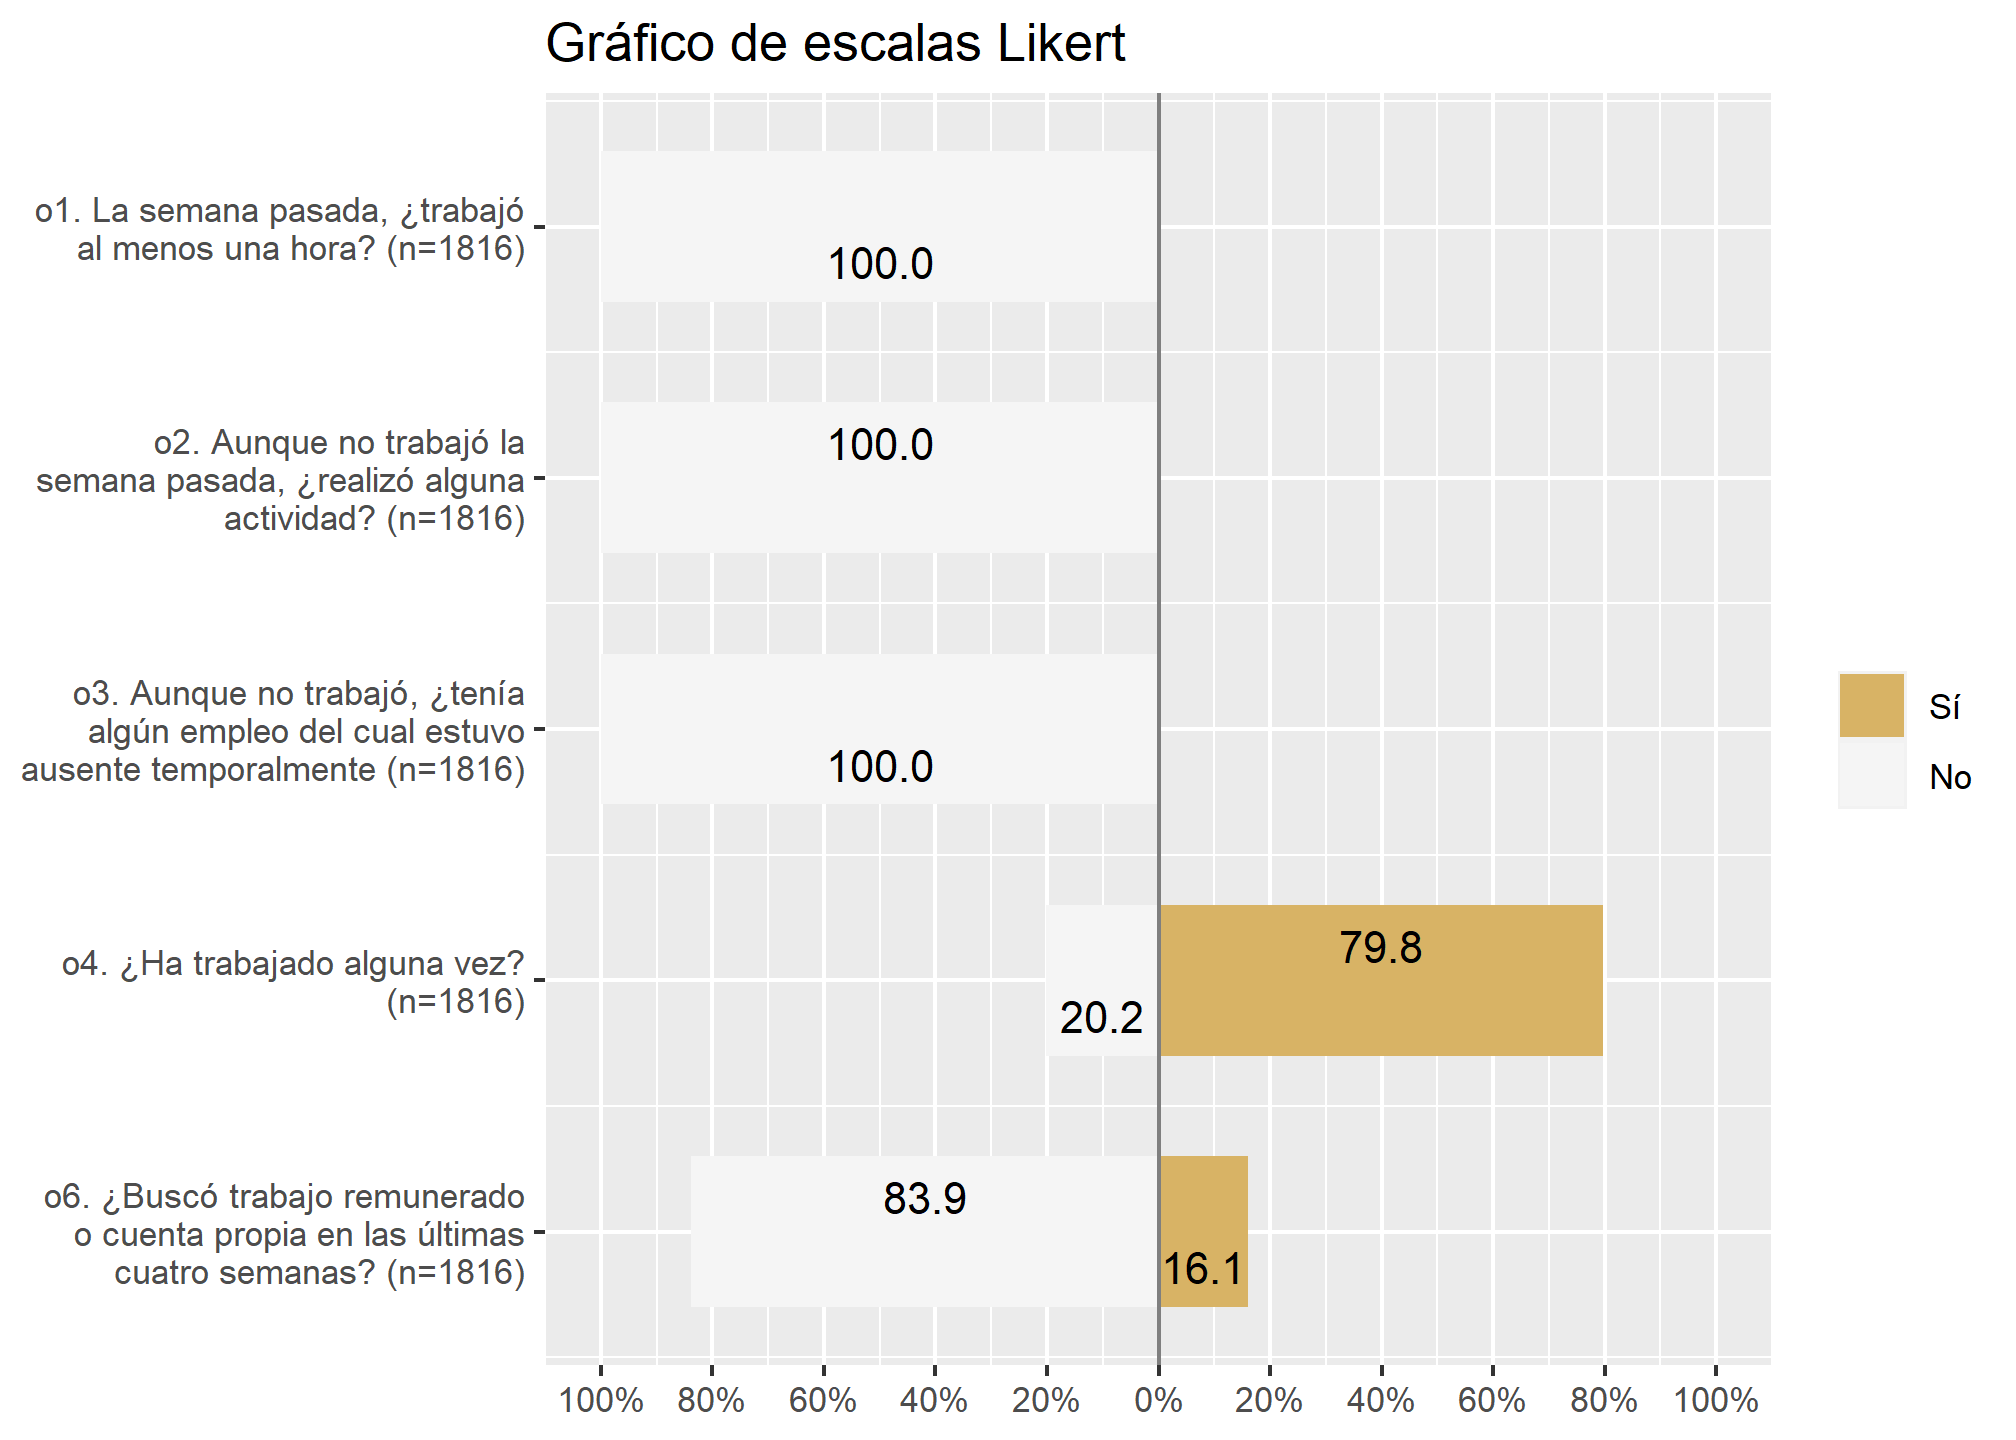 Gráfico de escalas Likert
o1. La semana pasada, ¿trabajó
al menos una hora? (n=1816)
100.0
o2. Aunque no trabajó la
semana pasada, ¿realizó alguna
actividad? (n=1816)
100.0
o3. Aunque no trabajó, ¿tenía
algún empleo del cual estuvo
ausente temporalmente (n=1816)
100.0
o4. ¿Ha trabajado alguna vez?
(n=1816)
79.8
20.2
o6. ¿Buscó trabajo remunerado
o cuenta propia en las últimas
cuatro semanas? (n=1816)
83.9
16.1
100% 80% 60% 40% 20% 0% 20% 40% 60% 80% 100%
Sí
No